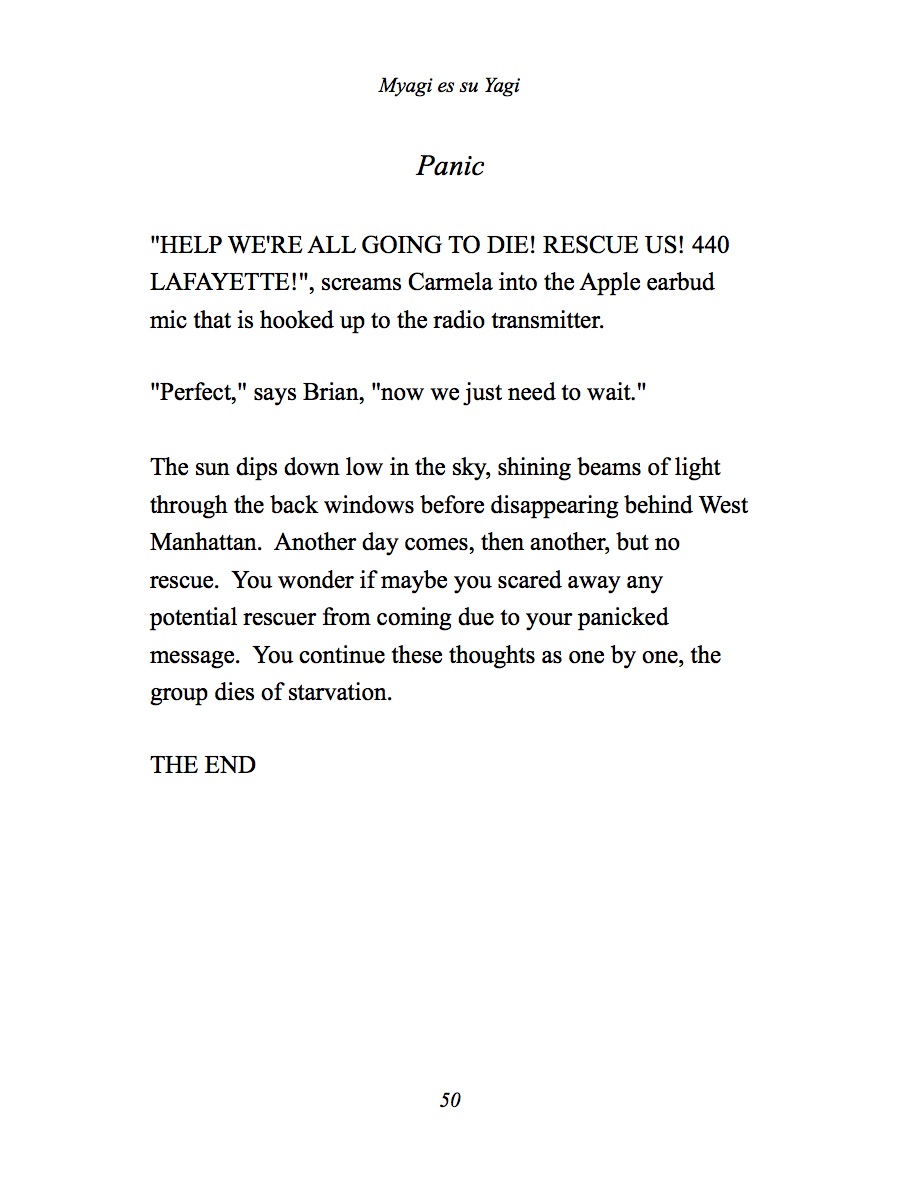 Myagi es su Yagi
Panic
"HELP WE'RE ALL GOING TO DIE! RESCUE US! 440
LAFAYETTE!", screams Carmela into the Apple earbud
mic that is hooked up to the radio transmitter.
"Perfect," says Brian, "now we just need to wait."
The sun dips down low in the sky, shining beams of light
through the back windows before disappearing behind West
Manhattan.  Another day comes, then another, but no
rescue.  You wonder if maybe you scared away any
potential rescuer from coming due to your panicked
message.  You continue these thoughts as one by one, the
group dies of starvation.
THE END
50